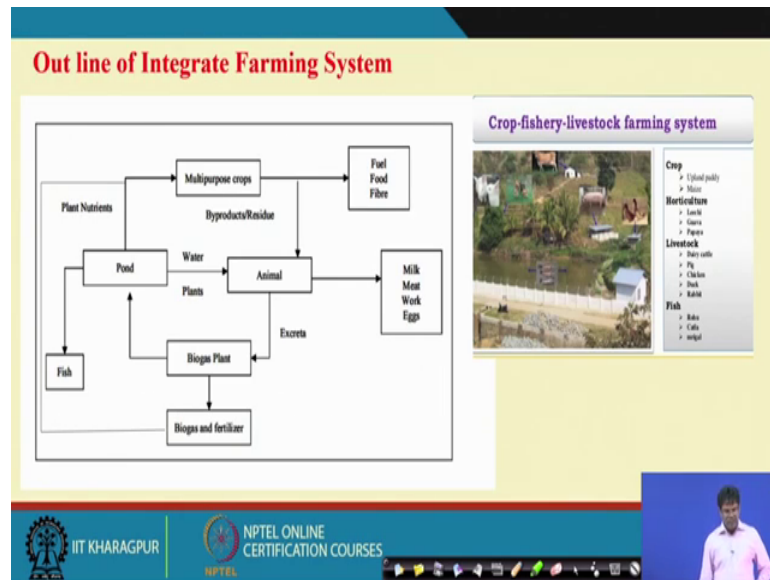 Out line of Integrate Farming System
Multipurpose crops
Fuel
Food
Fibre
Plant Nutrients
Byproducts/Residue
Pond
Water
Plants
Animal
Milk
Meat
Work
Eggs
Excreta
Biogas Plant
Fish
Biogas and fertilizer
Crop-fishery-livestock farming system
Crop
Upland paddy
Maize
Horticulture
Leechi
Guava
Papaya
Livestock
Dairy cattle
Pig
Chicken
Duck
Rabbit
Fish
Rohu
Catla
mrigal
IIT KHARAGPUR
NPTEL
NPTEL ONLINE
CERTIFICATION COURSES